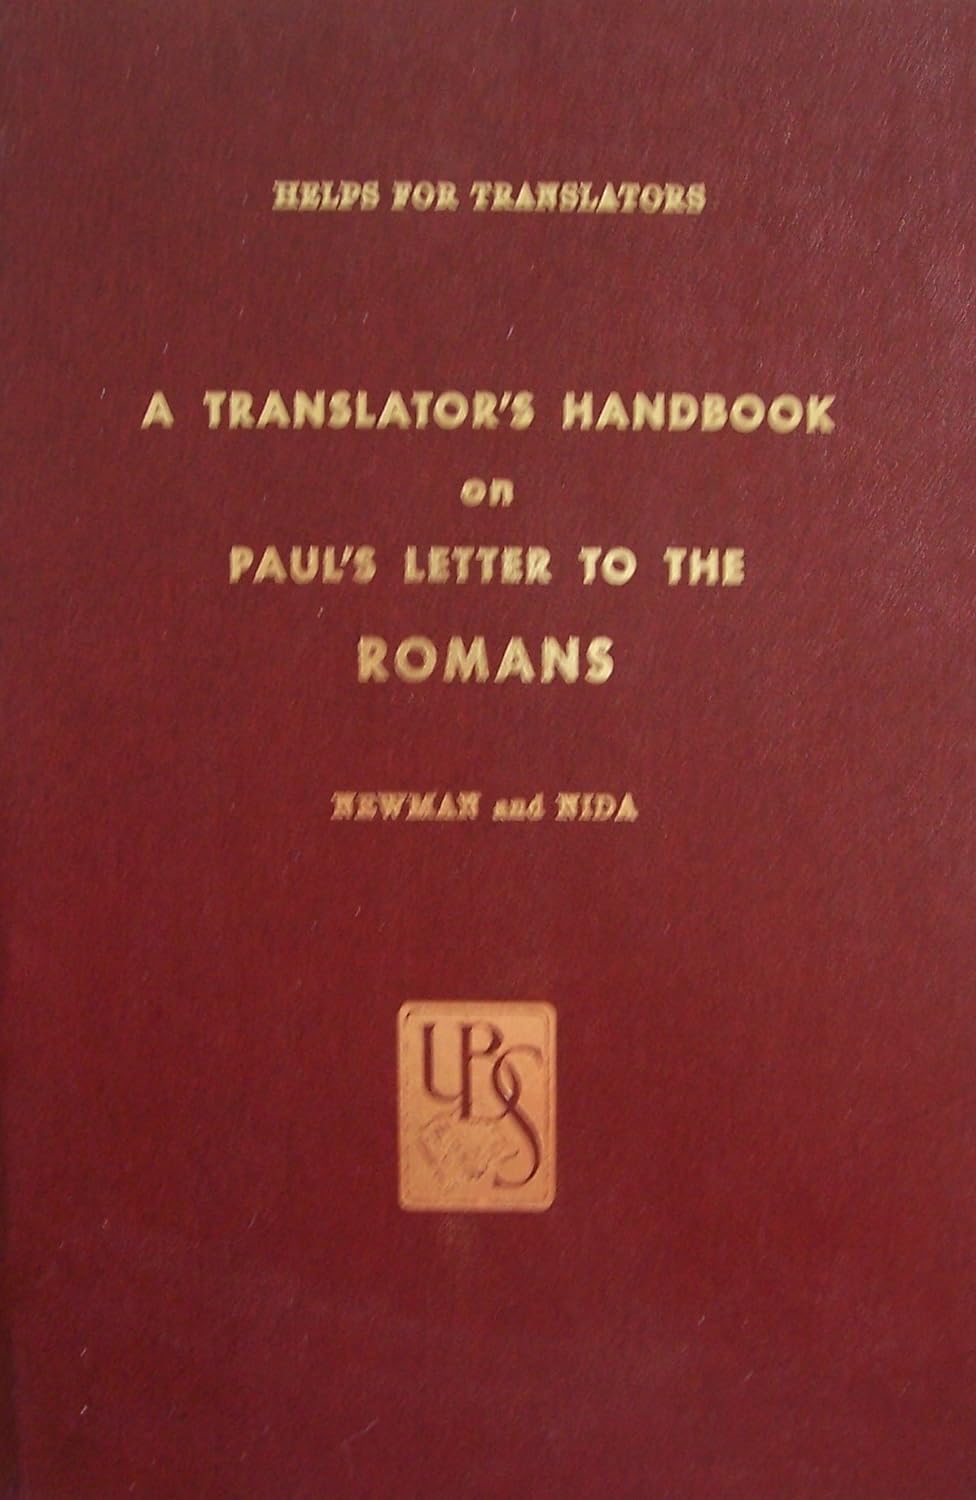 HELPS FOR TRANSLATORS
A TRANSLATOR'S HANDBOOK
on
PAUL'S LETTER TO THE
ROMANS
NEWMAN and NIDA
UBS